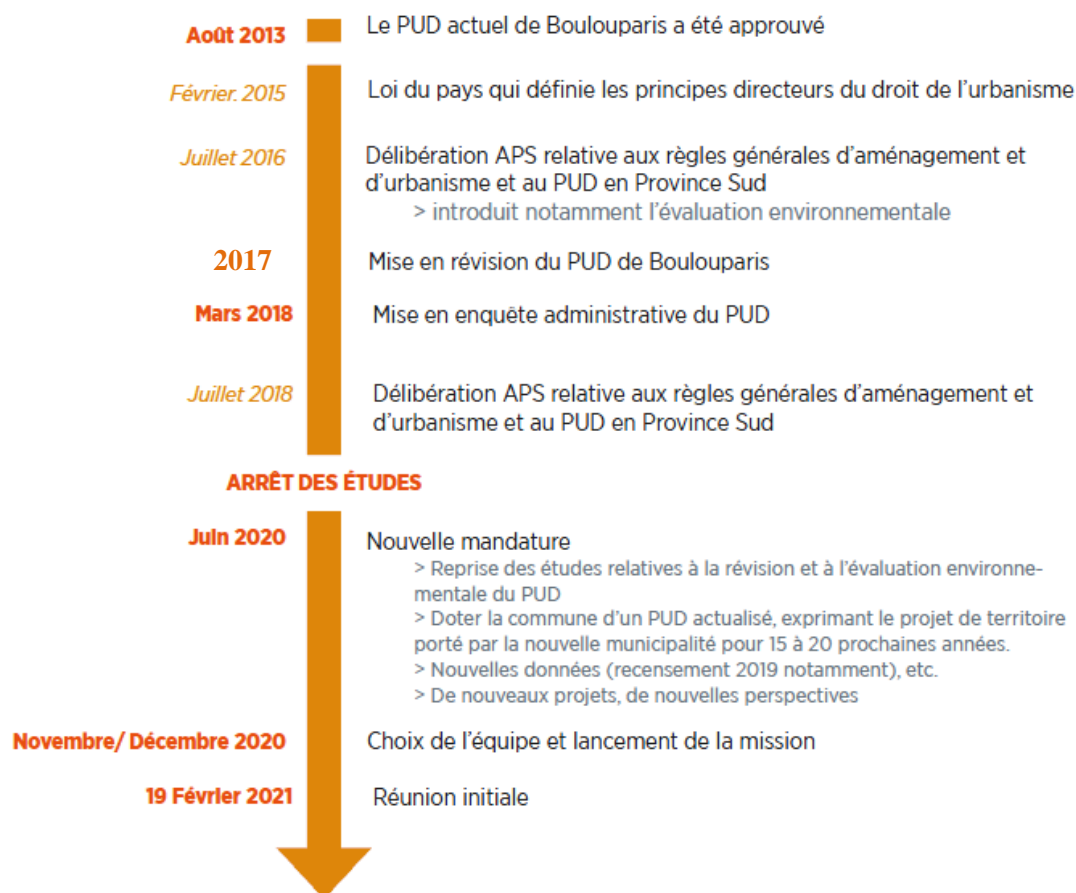 Août 2013
Le PUD actuel de Boulouparis a été approuvé
Février. 2015
Loi du pays qui définie les principes directeurs du droit de l'urbanisme
Juillet 2016
Délibération APS relative aux règles générales d'aménagement et
d'urbanisme et au PUD en Province Sud
> introduit notamment l'évaluation environnementale
2017
Mise en révision du PUD de Boulouparis
Mars 2018
Mise en enquête administrative du PUD
Juillet 2018
Délibération APS relative aux règles générales d'aménagement et
d'urbanisme et au PUD en Province Sud
ARRÊT DES ÉTUDES
Juin 2020
Nouvelle mandature
> Reprise des études relatives à la révision et à l'évaluation environne-
mentale du PUD
> Doter la commune d'un PUD actualisé, exprimant le projet de territoire
porté par la nouvelle municipalité pour 15 à 20 prochaines années.
> Nouvelles données (recensement 2019 notamment), etc.
> De nouveaux projets, de nouvelles perspectives
Novembre/ Décembre 2020
Choix de l'équipe et lancement de la mission
19 Février 2021
Réunion initiale